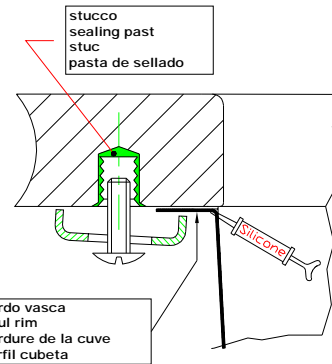 stucco
sealing past
stuc
pasta de sellado
Silicone
rdo vasca
ul rim
rdure de la cuve
rfil cubeta